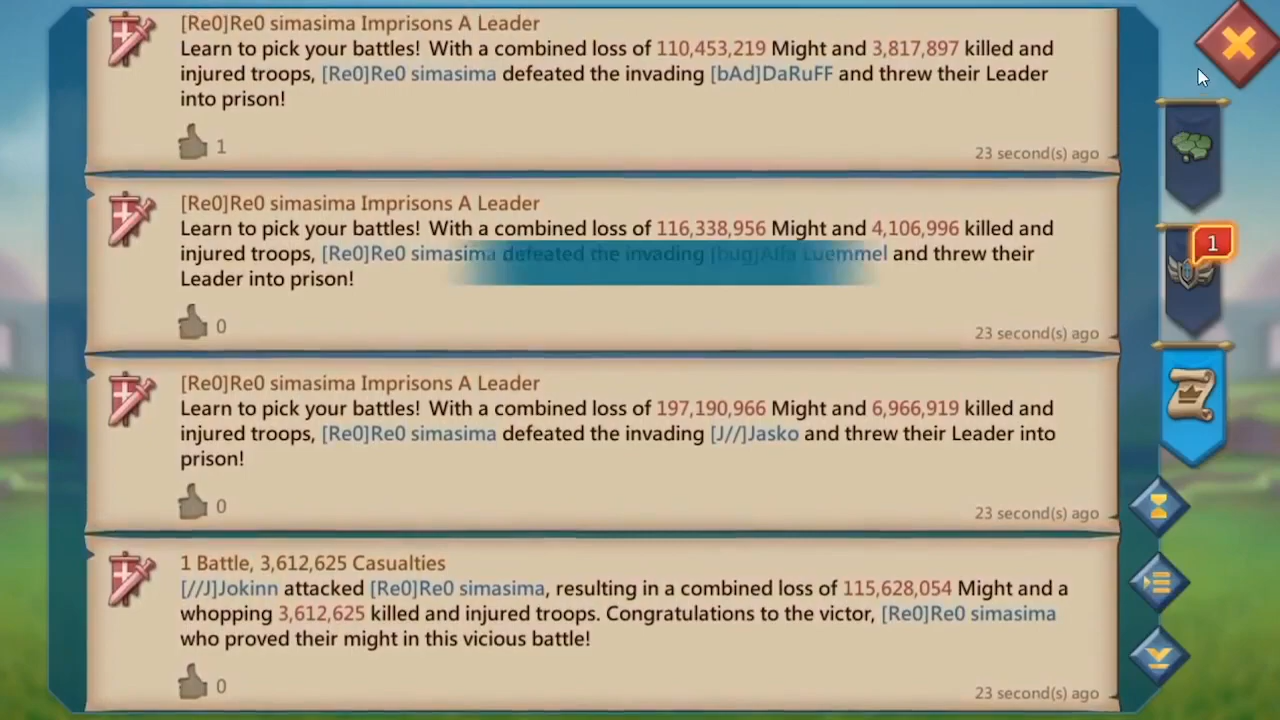 [Re0]Re0 simasima Imprisons A Leader
Learn to pick your battles! With a combined loss of 110,453,219 Might and 3,817,897 killed and
injured troops, [Re0]Re0 simasima defeated the invading [bAd]DaRuFF and threw their Leader
into prison!
1
23 second(s) ago
[Re0]Re0 simasima Imprisons A Leader
Learn to pick your battles! With a combined loss of 116,338,956 Might and 4,106,996 killed and
injured troops, [Re0]Re0 simasima defeated the invading and threw their
Leader into prison!
0
23 second(s) ago
1
[Re0]Re0 simasima Imprisons A Leader
Learn to pick your battles! With a combined loss of 197,190,966 Might and 6,966,919 killed and
injured troops, [Re0]Re0 simasima defeated the invading [J//]Jasko and threw their Leader into
prison!
0
23 second(s) ago
1 Battle, 3,612,625 Casualties
[//J]Jokinn attacked [Re0]Re0 simasima, resulting in a combined loss of 115,628,054 Might and a
whopping 3,612,625 killed and injured troops. Congratulations to the victor, [Re0]Re0 simasima
who proved their might in this vicious battle!
0
23 second(s) ago